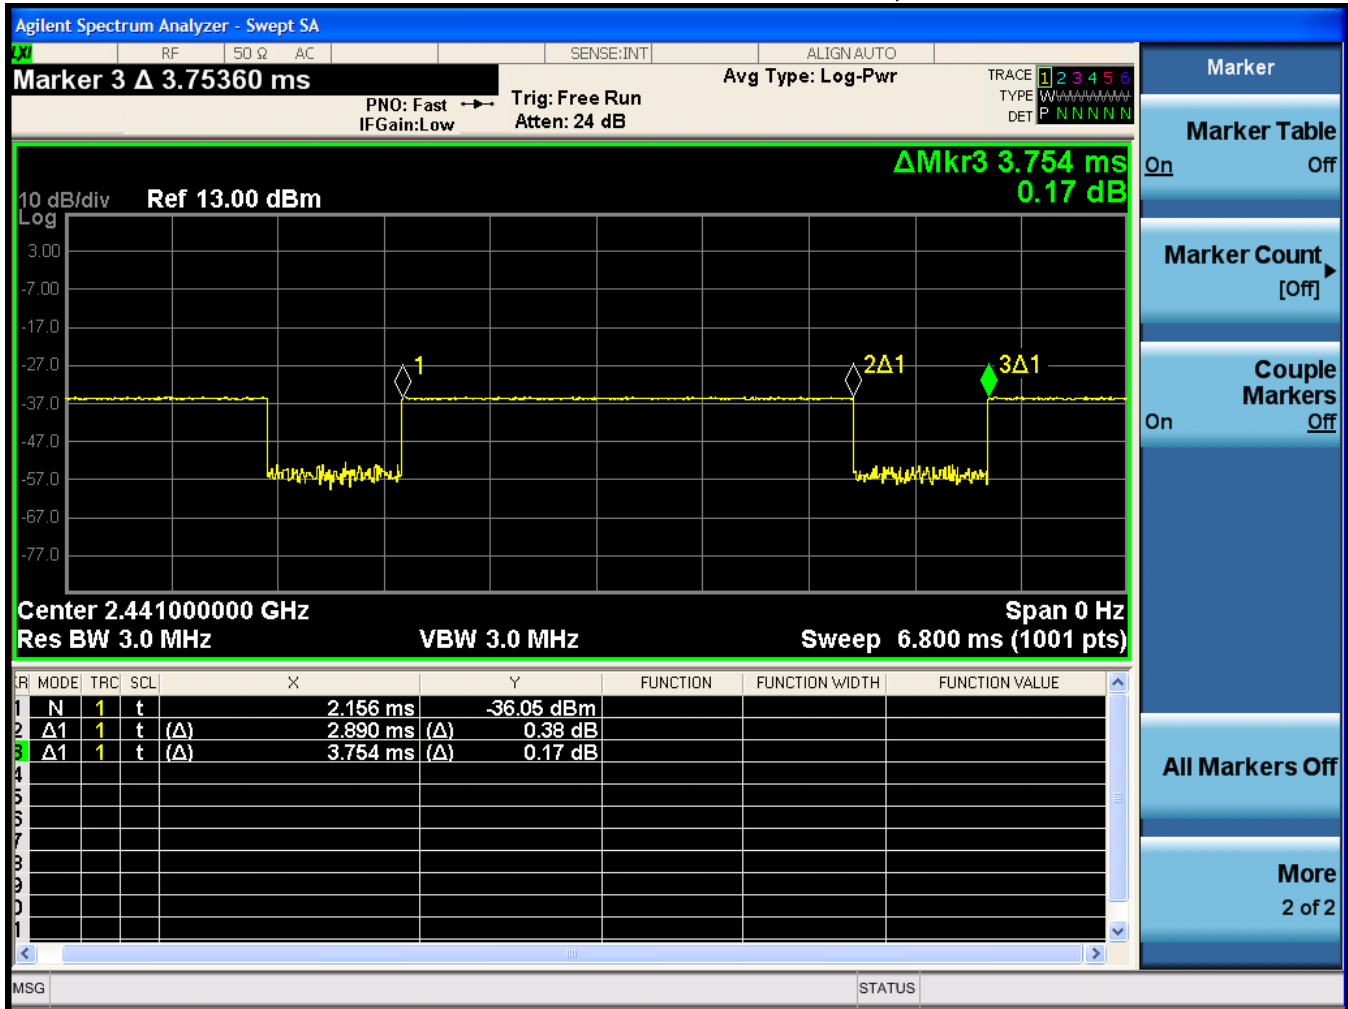 Agilent Spectrum Analyzer - Swept SA
LXI RF 50 Ω AC SENSE:INT ALIGN AUTO
Marker 3 Δ 3.75360 ms
PNO: Fast
IFGain:Low
Trig: Free Run
Atten: 24 dB
Avg Type: Log-Pwr
TRACE 1 2 3 4 5 6
TYPE WWWWWW
DET P N N N N N
ΔMkr3 3.754 ms
0.17 dB
10 dB/div Ref 13.00 dBm
Log
3.00
-7.00
-17.0
-27.0
-37.0
-47.0
-57.0
-67.0
-77.0
1
2Δ1
3Δ1
Center 2.441000000 GHz Span 0 Hz
Res BW 3.0 MHz VBW 3.0 MHz Sweep 6.800 ms (1001 pts)
MODE TRC SCL X Y FUNCTION FUNCTION WIDTH FUNCTION VALUE
1 N 1 t 2.156 ms -36.05 dBm
2 Δ1 1 t (Δ) 2.890 ms (Δ) 0.38 dB
3 Δ1 1 t (Δ) 3.754 ms (Δ) 0.17 dB
4
5
6
7
8
9
0
1
MSG STATUS
Marker
Marker Table
On Off
Marker Count
[Off]
Couple
Markers
On Off
All Markers Off
More
2 of 2